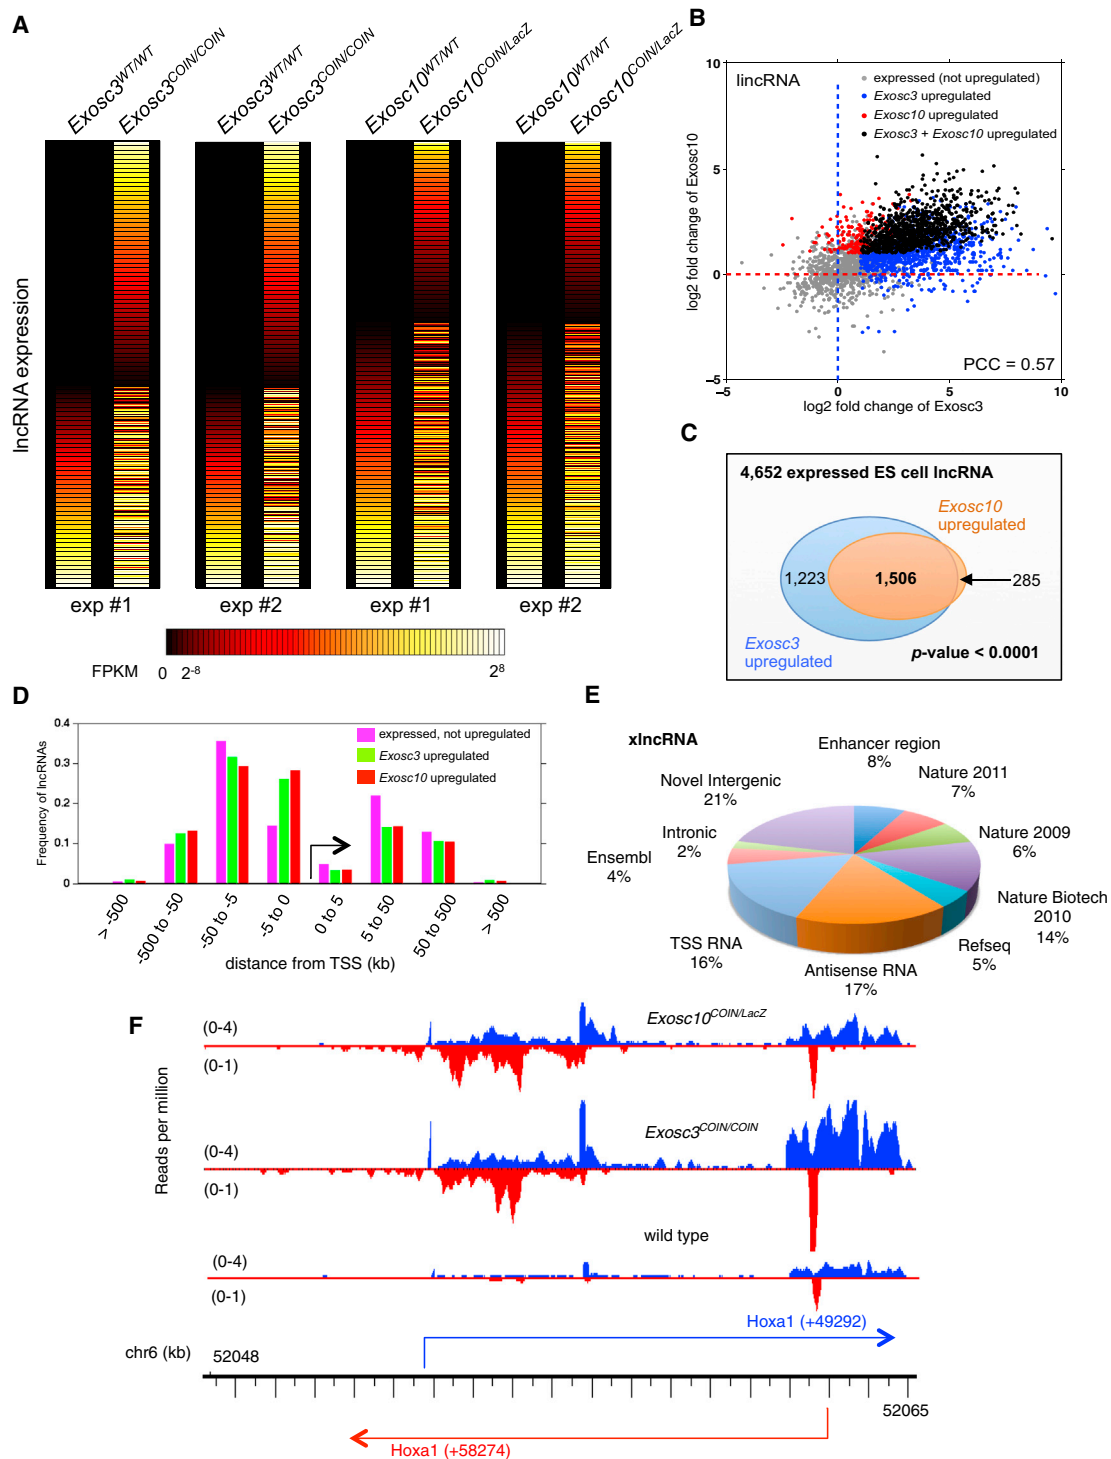 A
Exosc3WT/WT
Exosc3COIN/COIN
Exosc3WT/WT
Exosc3COIN/COIN
Exosc10WT/WT
Exosc10COIN/LacZ
Exosc10WT/WT
Exosc10COIN/LacZ
lncRNA expression
exp #1
exp #2
exp #1
exp #2
FPKM
0
2-8
28
B
lincRNA
expressed (not upregulated)
Exosc3 upregulated
Exosc10 upregulated
Exosc3 + Exosc10 upregulated
10
5
0
−5
log2 fold change of Exosc10
PCC = 0.57
−5
0
5
10
log2 fold change of Exosc3
C
4,652 expressed ES cell lncRNA
Exosc10
upregulated
1,223
1,506
285
Exosc3
upregulated
p-value < 0.0001
D
Frequency of lncRNAs
0.4
0.3
0.2
0.1
0
expressed, not upregulated
Exosc3 upregulated
Exosc10 upregulated
> -500
-500 to -50
-50 to -5
-5 to 0
0 to 5
5 to 50
50 to 500
> 500
distance from TSS (kb)
E
xlncRNA
Enhancer region
8%
Nature 2011
7%
Nature 2009
6%
Nature Biotech
2010
14%
Refseq
5%
Antisense RNA
17%
TSS RNA
16%
Ensembl
4%
Intronic
2%
Novel Intergenic
21%
F
Reads per million
(0-4)
(0-1)
Exosc10COIN/LacZ
(0-4)
(0-1)
Exosc3COIN/COIN
wild type
(0-4)
(0-1)
Hoxa1 (+49292)
chr6 (kb)
52048
52065
Hoxa1 (+58274)